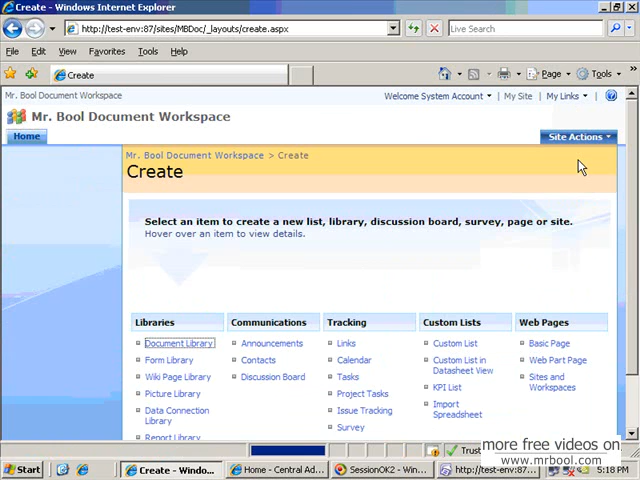 Create - Windows Internet Explorer
http://test-env:87/sites/MBDoc/_layouts/create.aspx
Live Search
File Edit View Favorites Tools Help
Create
Page Tools
Mr. Bool Document Workspace
Welcome System Account My Site My Links
Mr. Bool Document Workspace
Home
Site Actions
Mr. Bool Document Workspace > Create
Create
Select an item to create a new list, library, discussion board, survey, page or site.
Hover over an item to view details.
Libraries
Document Library
Form Library
Wiki Page Library
Picture Library
Data Connection
Library
Report Library
Communications
Announcements
Contacts
Discussion Board
Tracking
Links
Calendar
Tasks
Project Tasks
Issue Tracking
Survey
Custom Lists
Custom List
Custom List in
Datasheet View
KPI List
Import
Spreadsheet
Web Pages
Basic Page
Web Part Page
Sites and
Workspaces
more free videos on
www.mrbool.com
Start
Create - Windo...
Home - Central Ad...
SessionOK2 - Win...
http://test-env:87...
5:18 PM